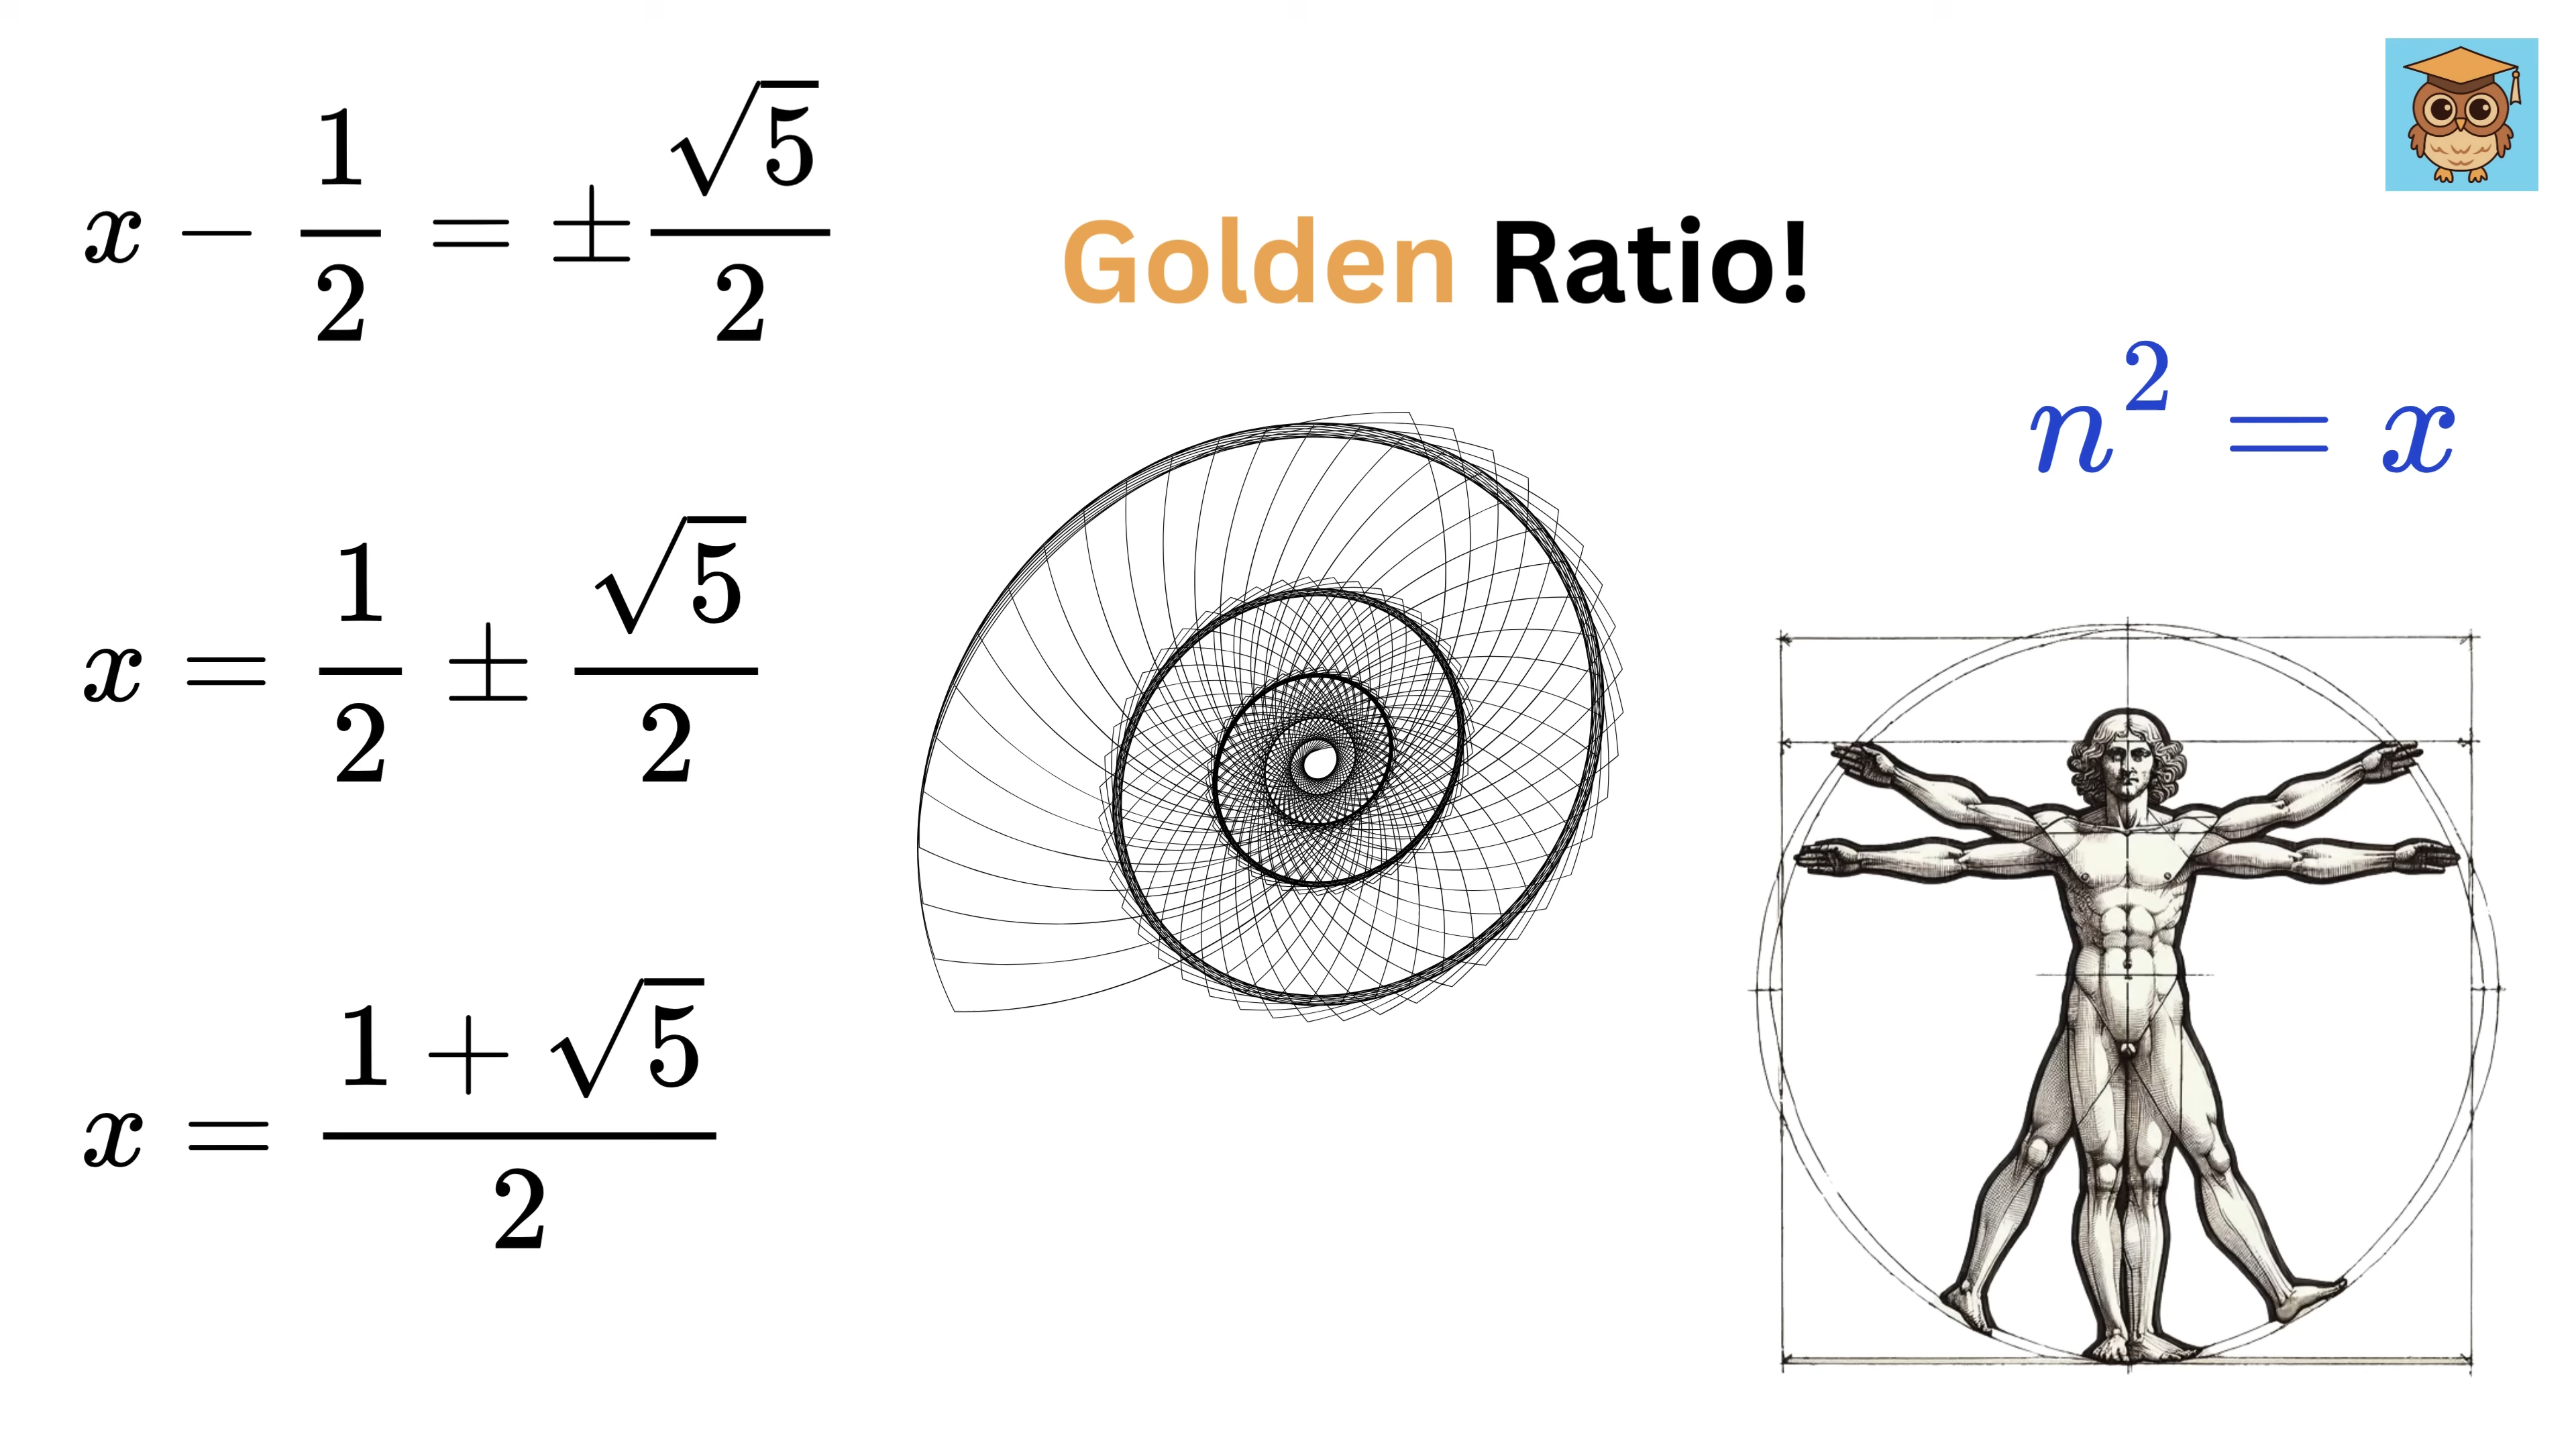 x − 1/2 = ± √5/2
x = 1/2 ± √5/2
x = (1 + √5)/2
Golden Ratio!
n² = x